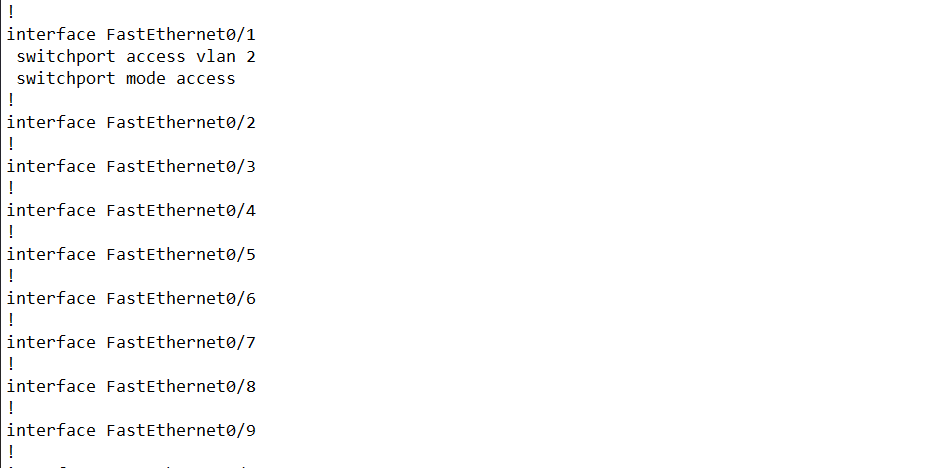 !
interface FastEthernet0/1
 switchport access vlan 2
 switchport mode access
!
interface FastEthernet0/2
!
interface FastEthernet0/3
!
interface FastEthernet0/4
!
interface FastEthernet0/5
!
interface FastEthernet0/6
!
interface FastEthernet0/7
!
interface FastEthernet0/8
!
interface FastEthernet0/9
!